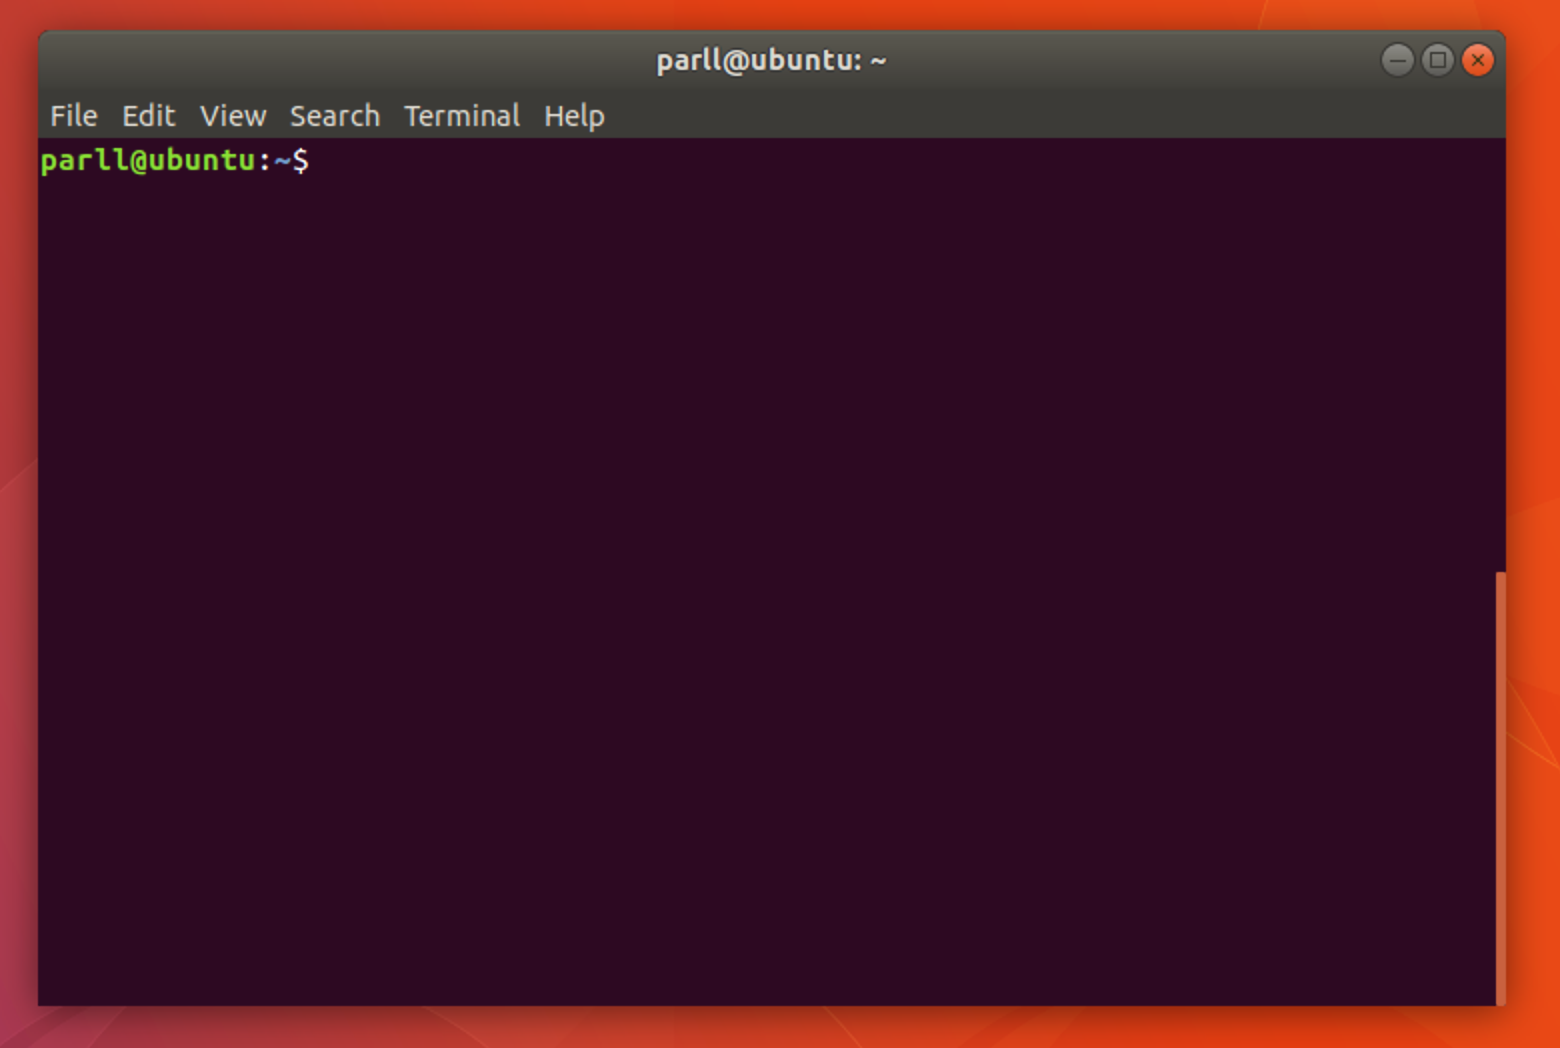 parll@ubuntu: ~
File Edit View Search Terminal Help
parll@ubuntu:~$